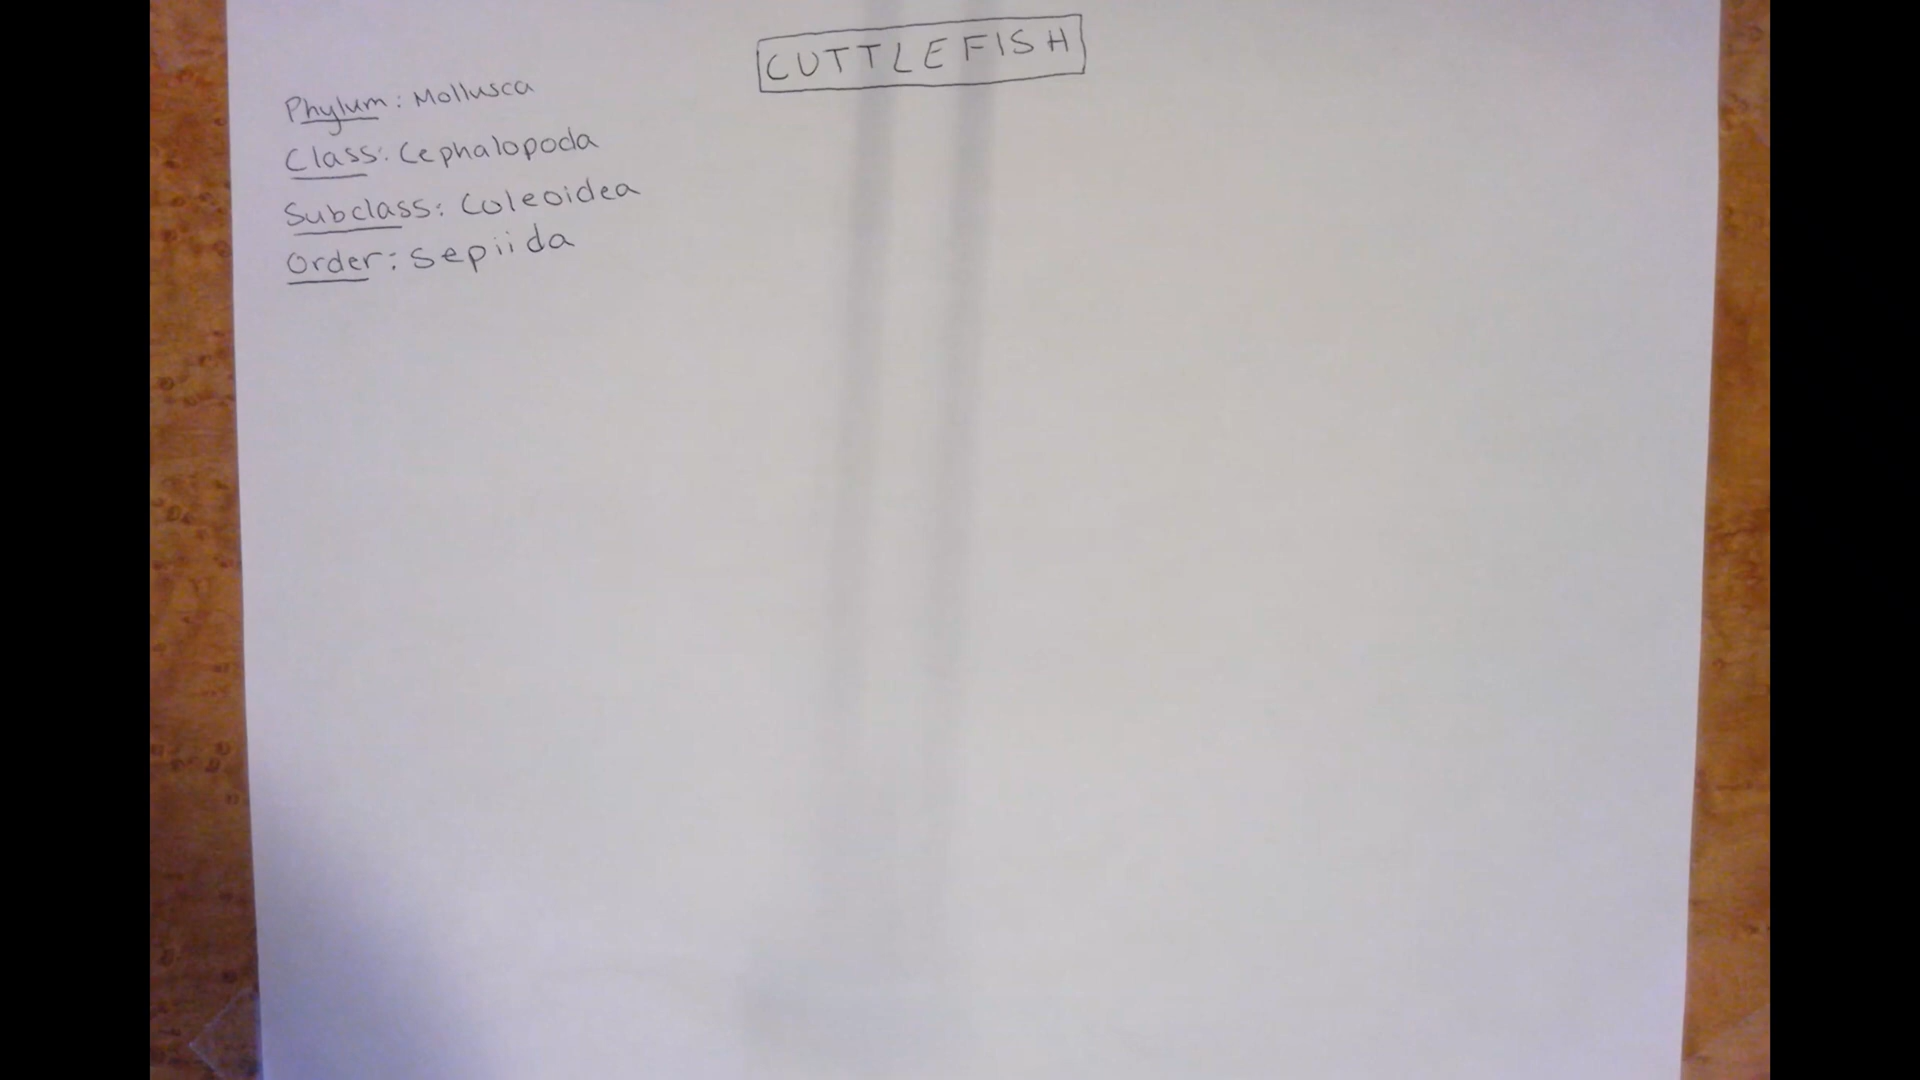 CUTTLEFISH
Phylum: Mollusca
Class: Cephalopoda
Subclass: Coleoidea
Order: Sepiida